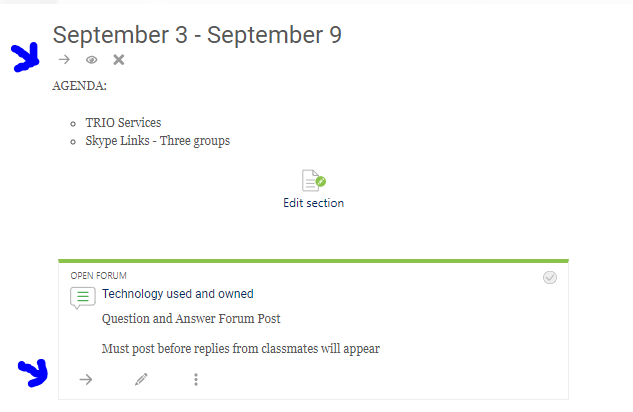 September 3 - September 9
AGENDA:
TRIO Services
Skype Links - Three groups
Edit section
OPEN FORUM
Technology used and owned
Question and Answer Forum Post
Must post before replies from classmates will appear